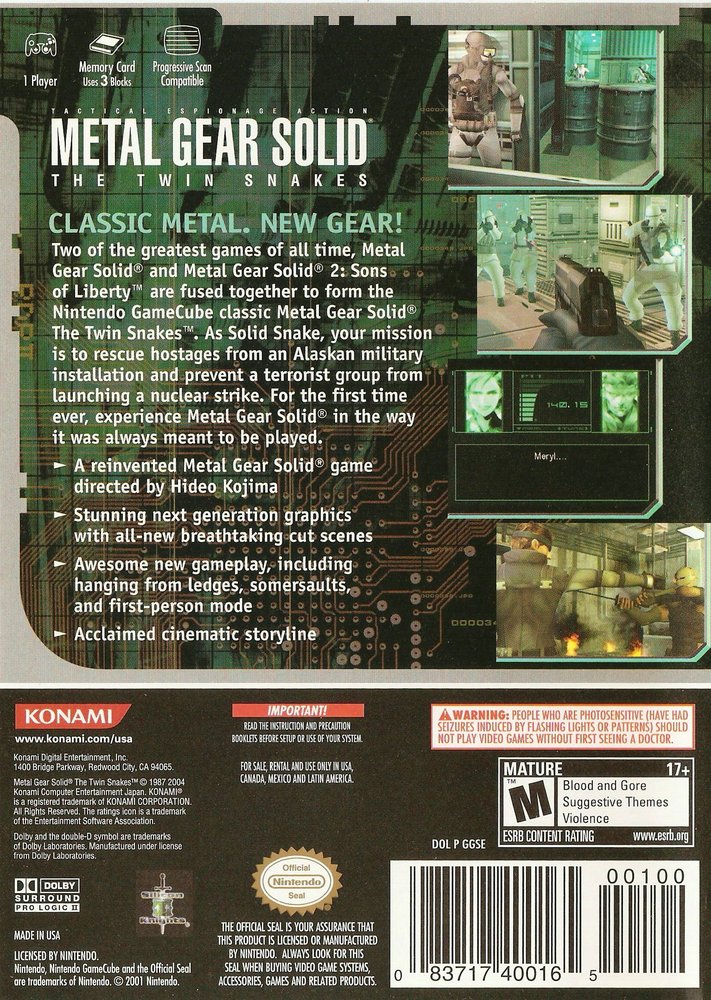 1 Player
Memory Card
Uses 3 Blocks
Progressive Scan
Compatible
TACTICAL ESPIONAGE ACTION
METAL GEAR SOLID®
THE TWIN SNAKES
CLASSIC METAL. NEW GEAR!
Two of the greatest games of all time, Metal
Gear Solid® and Metal Gear Solid® 2: Sons
of Liberty™ are fused together to form the
Nintendo GameCube classic Metal Gear Solid®
The Twin Snakes™. As Solid Snake, your mission
is to rescue hostages from an Alaskan military
installation and prevent a terrorist group from
launching a nuclear strike. For the first time
ever, experience Metal Gear Solid® in the way
it was always meant to be played.
► A reinvented Metal Gear Solid® game
directed by Hideo Kojima
► Stunning next generation graphics
with all-new breathtaking cut scenes
► Awesome new gameplay, including
hanging from ledges, somersaults,
and first-person mode
► Acclaimed cinematic storyline
140.15
Meryl....
KONAMI
www.konami.com/usa
Konami Digital Entertainment, Inc.
1400 Bridge Parkway, Redwood City, CA 94065.
Metal Gear Solid® The Twin Snakes™ © 1987 2004
Konami Computer Entertainment Japan. KONAMI®
is a registered trademark of KONAMI CORPORATION.
All Rights Reserved. The ratings icon is a trademark
of the Entertainment Software Association.
Dolby and the double-D symbol are trademarks
of Dolby Laboratories. Manufactured under license
from Dolby Laboratories.
DOLBY
SURROUND
PRO LOGIC II
Silicon
Knights
MADE IN USA
LICENSED BY NINTENDO.
Nintendo, Nintendo GameCube and the Official Seal
are trademarks of Nintendo. © 2001 Nintendo.
IMPORTANT!
READ THE INSTRUCTION AND PRECAUTION
BOOKLETS BEFORE SETUP OR USE OF YOUR SYSTEM.
FOR SALE, RENTAL AND USE ONLY IN USA,
CANADA, MEXICO AND LATIN AMERICA.
Official
Nintendo
Seal
THE OFFICIAL SEAL IS YOUR ASSURANCE THAT
THIS PRODUCT IS LICENSED OR MANUFACTURED
BY NINTENDO. ALWAYS LOOK FOR THIS
SEAL WHEN BUYING VIDEO GAME SYSTEMS,
ACCESSORIES, GAMES AND RELATED PRODUCTS.
WARNING: PEOPLE WHO ARE PHOTOSENSITIVE (HAVE HAD
SEIZURES INDUCED BY FLASHING LIGHTS OR PATTERNS) SHOULD
NOT PLAY VIDEO GAMES WITHOUT FIRST SEEING A DOCTOR.
MATURE 17+
M™
Blood and Gore
Suggestive Themes
Violence
ESRB CONTENT RATING www.esrb.org
DOL P GGSE
00100
0 83717 40016 5